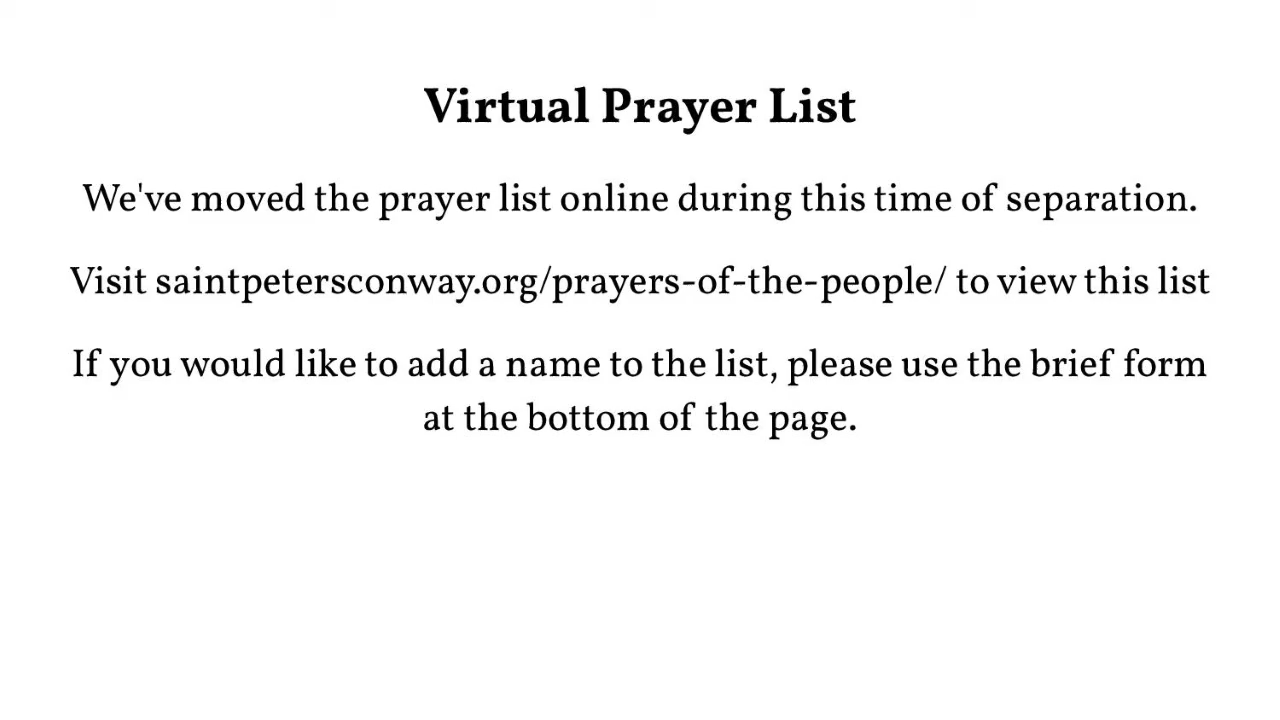 Virtual Prayer List
We've moved the prayer list online during this time of separation.
Visit saintpetersconway.org/prayers-of-the-people/ to view this list
If you would like to add a name to the list, please use the brief form
at the bottom of the page.